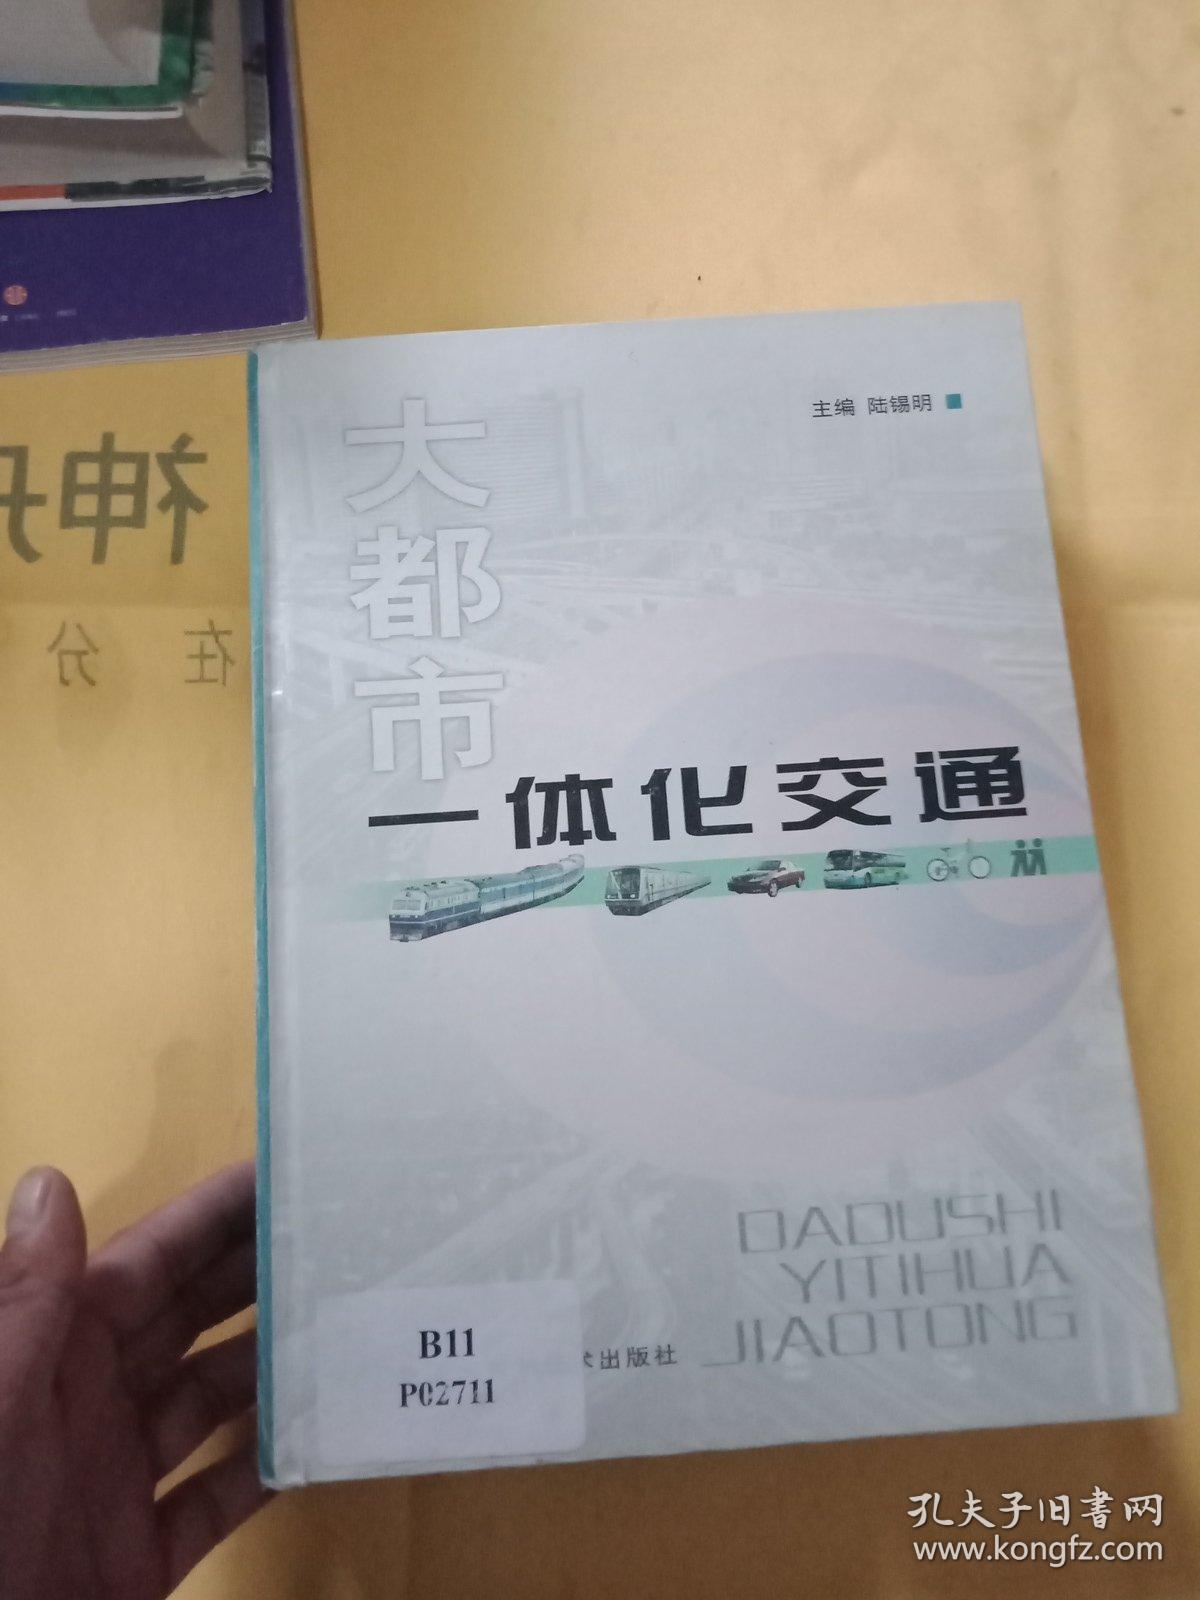 主编 陆锡明
大都市
一体化交通
DADUSHI
YITIHUA
JIAOTONG
术出版社
B11
P02711
神
在 分
孔夫子旧书网
www.kongfz.com